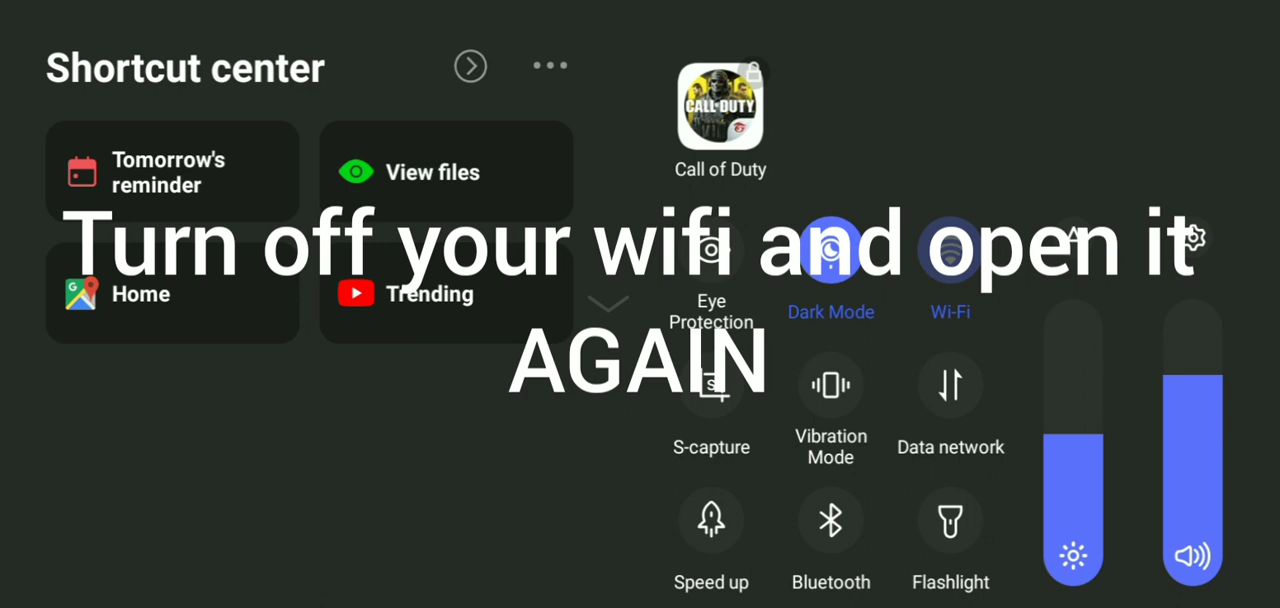 Shortcut center
Tomorrow's
reminder
View files
Home
Trending
CALL OF DUTY
Call of Duty
Turn off your wifi and open it
AGAIN
Eye
Protection
Dark Mode
Wi-Fi
S-capture
Vibration
Mode
Data network
Speed up
Bluetooth
Flashlight